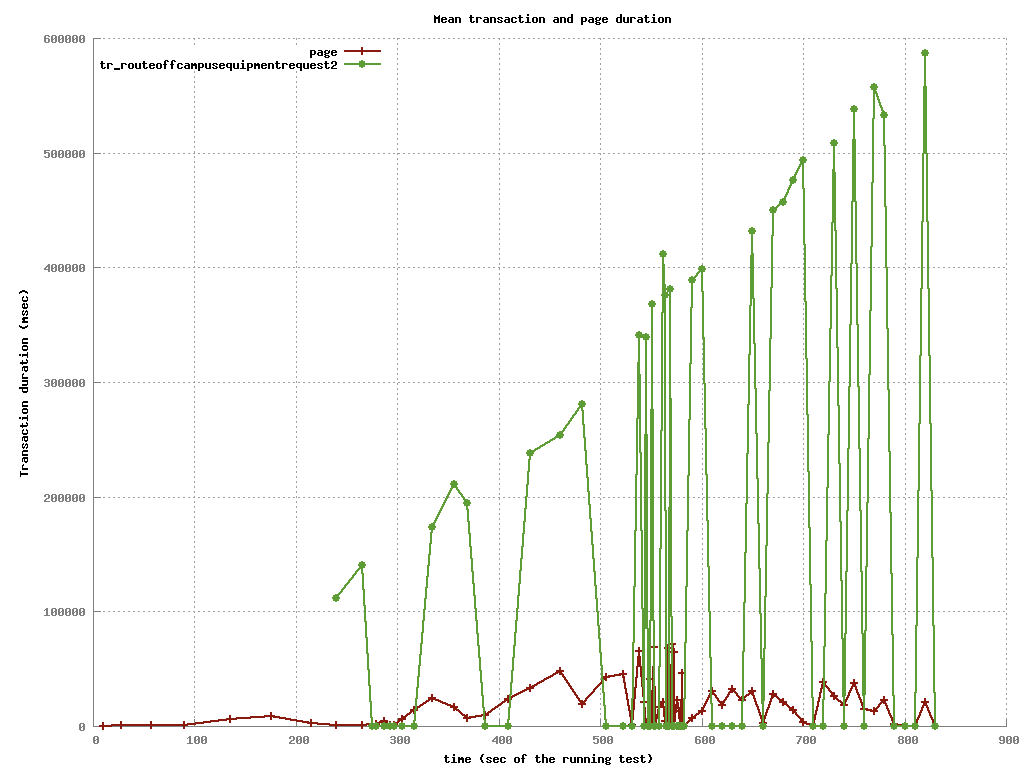 Mean transaction and page duration
600000
500000
400000
300000
200000
100000
0
page
tr_routeoffcampusequipmentrequest2
Transaction duration (msec)
0 100 200 300 400 500 600 700 800 900
time (sec of the running test)